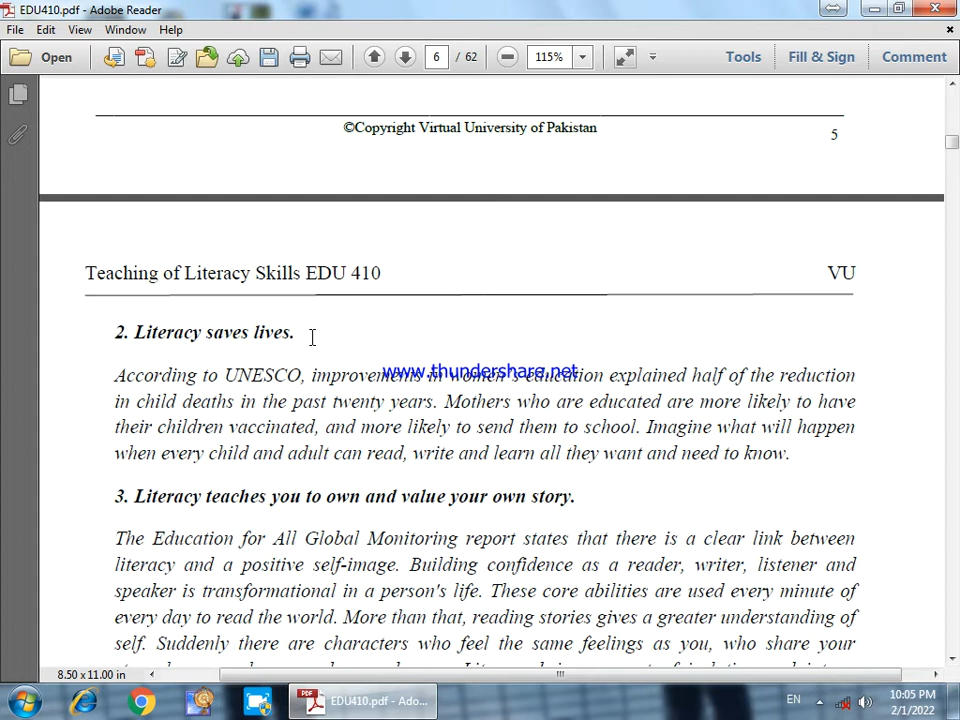 EDU410.pdf - Adobe Reader
File Edit View Window Help
Open 6 / 62 115% Tools Fill & Sign Comment
©Copyright Virtual University of Pakistan
5
Teaching of Literacy Skills EDU 410 VU
2. Literacy saves lives.
www.thundershare.net
According to UNESCO, improvements in women's education explained half of the reduction
in child deaths in the past twenty years. Mothers who are educated are more likely to have
their children vaccinated, and more likely to send them to school. Imagine what will happen
when every child and adult can read, write and learn all they want and need to know.
3. Literacy teaches you to own and value your own story.
The Education for All Global Monitoring report states that there is a clear link between
literacy and a positive self-image. Building confidence as a reader, writer, listener and
speaker is transformational in a person's life. These core abilities are used every minute of
every day to read the world. More than that, reading stories gives a greater understanding of
self. Suddenly there are characters who feel the same feelings as you, who share your
8.50 x 11.00 in
EDU410.pdf - Ado...
EN
10:05 PM
2/1/2022